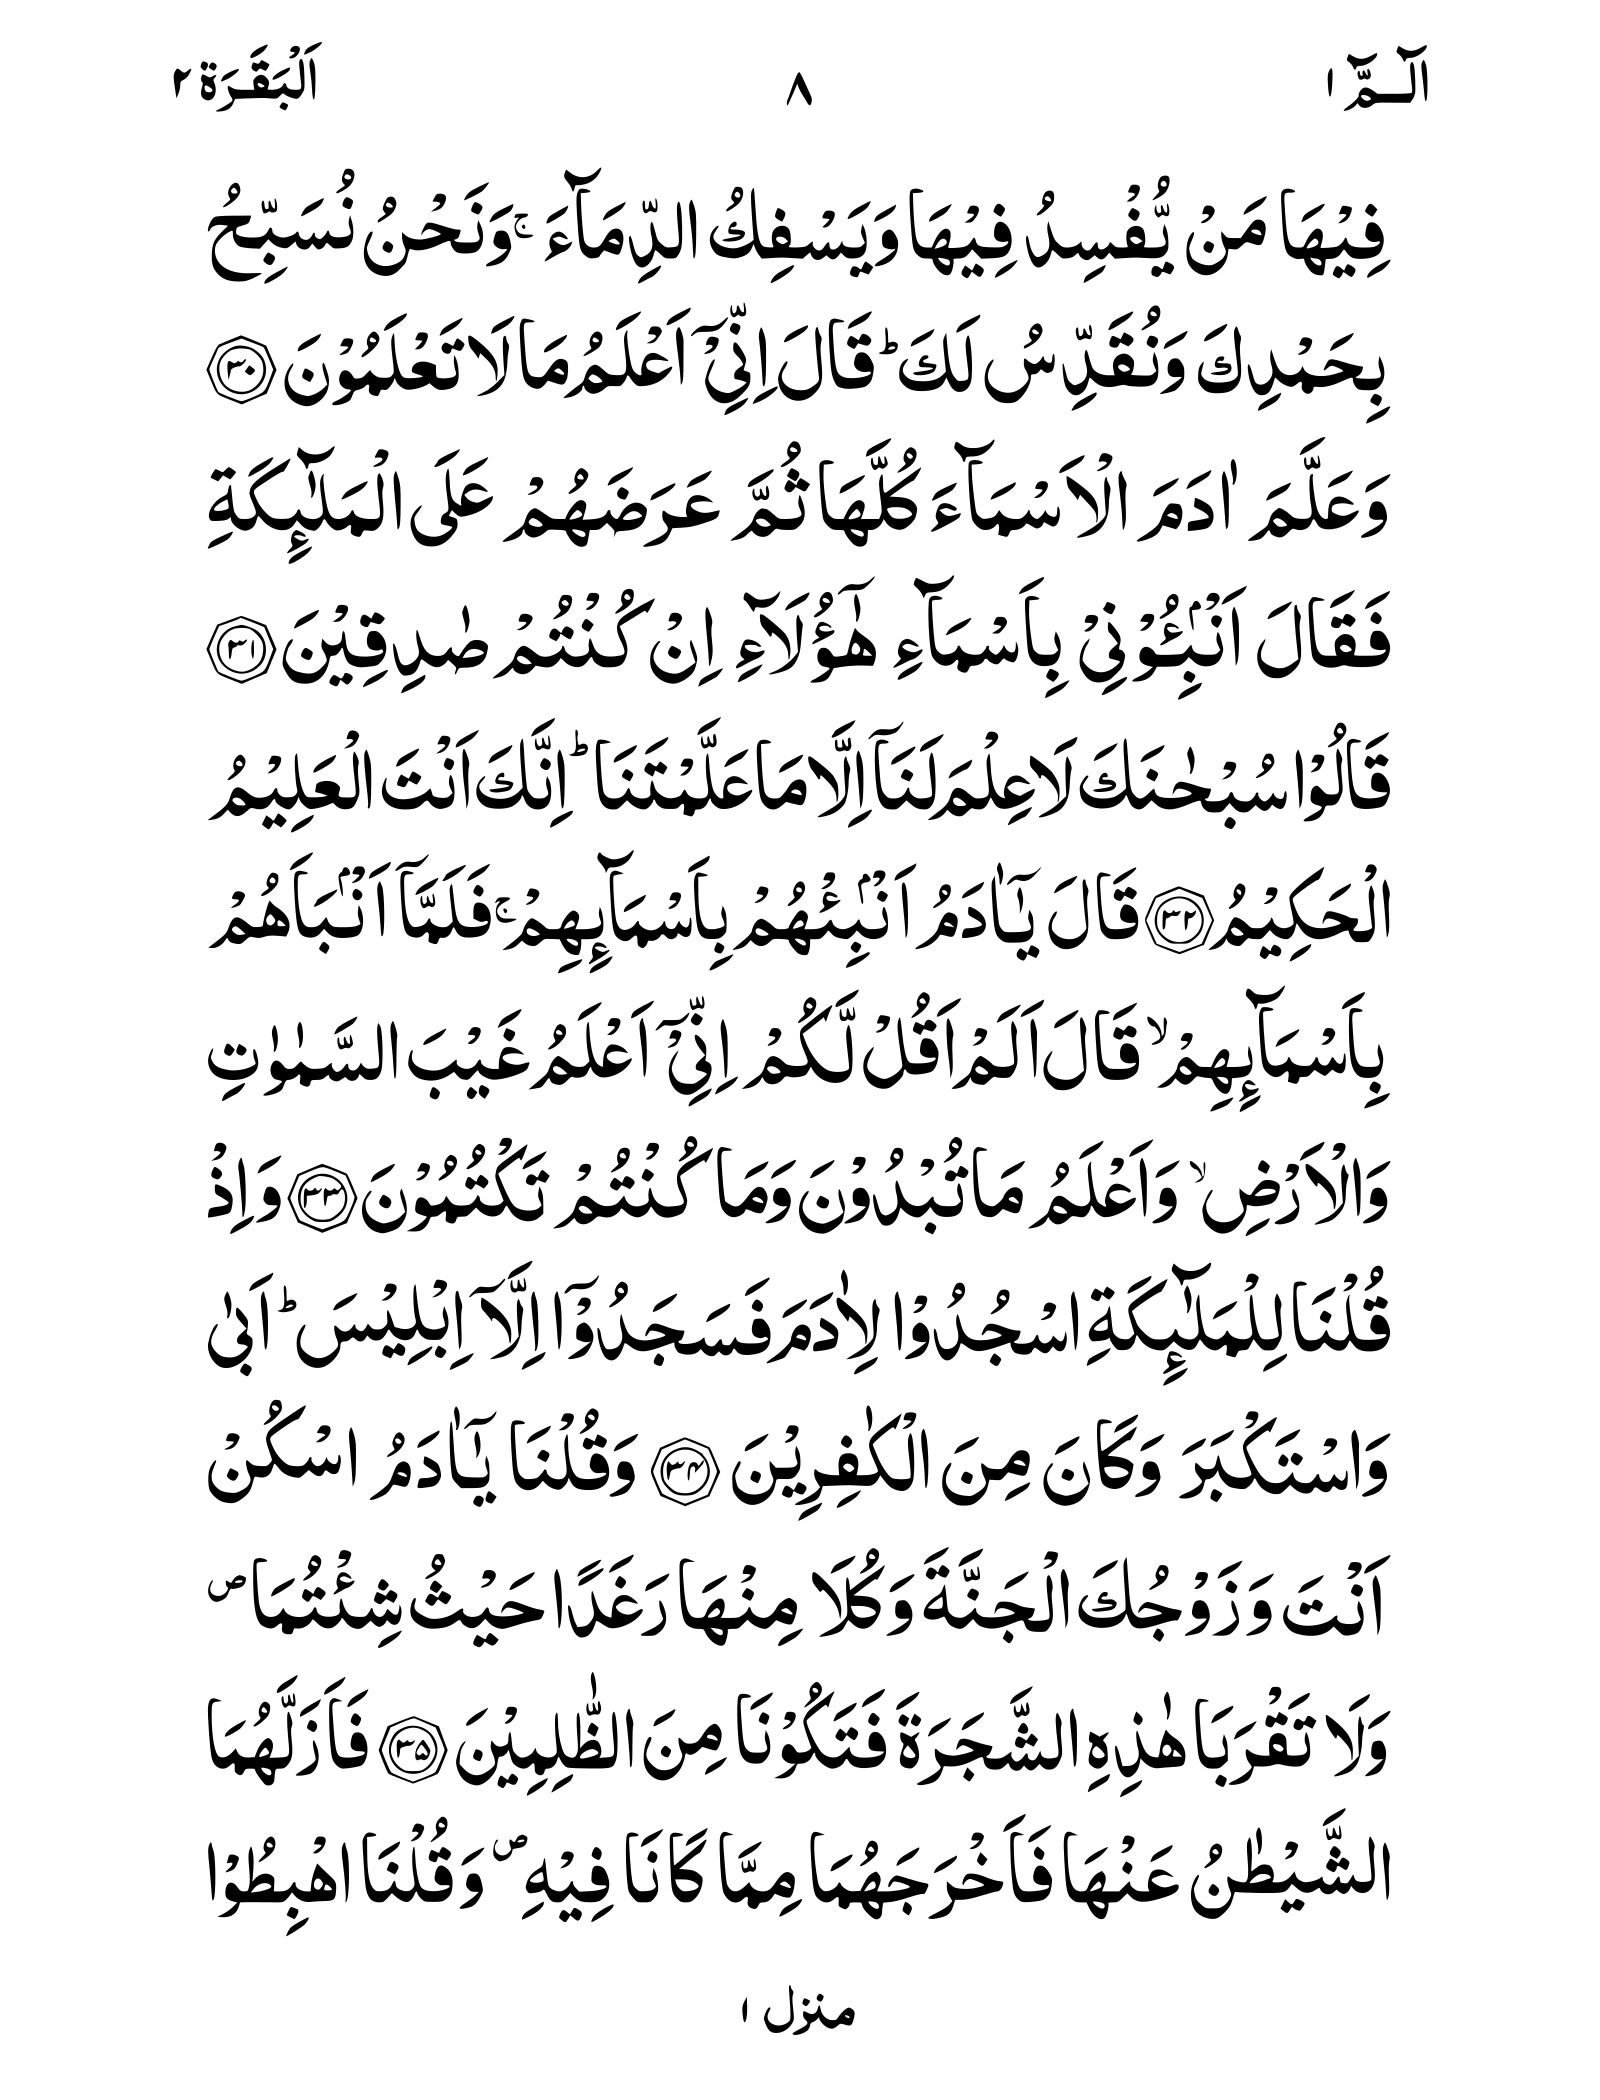 الٓـمّٓ ١ ٨ اَلْبَقَرَة ٢
فِيْهَا مَنْ يُّفْسِدُ فِيْهَا وَيَسْفِكُ الدِّمَآءَ ۚ وَنَحْنُ نُسَبِّحُ
بِحَمْدِكَ وَنُقَدِّسُ لَكَ ؕ قَالَ اِنِّىْۤ اَعْلَمُ مَا لَا تَعْلَمُوْنَ ﴿۳۰﴾
وَعَلَّمَ اٰدَمَ الْاَسْمَآءَ كُلَّهَا ثُمَّ عَرَضَهُمْ عَلَى الْمَلٰٓئِكَةِ
فَقَالَ اَنْۢبِـُٔوْنِىْ بِاَسْمَآءِ هٰٓؤُلَآءِ اِنْ كُنْتُمْ صٰدِقِيْنَ ﴿۳۱﴾
قَالُوْا سُبْحٰنَكَ لَا عِلْمَ لَنَاۤ اِلَّا مَا عَلَّمْتَنَا ؕ اِنَّكَ اَنْتَ الْعَلِيْمُ
الْحَكِيْمُ ﴿۳۲﴾ قَالَ يٰٓاٰدَمُ اَنْۢبِئْهُمْ بِاَسْمَآئِهِمْ ۚ فَلَمَّاۤ اَنْۢبَاَهُمْ
بِاَسْمَآئِهِمْ ۙ قَالَ اَلَمْ اَقُلْ لَّكُمْ اِنِّىْۤ اَعْلَمُ غَيْبَ السَّمٰوٰتِ
وَالْاَرْضِ ۙ وَاَعْلَمُ مَا تُبْدُوْنَ وَمَا كُنْتُمْ تَكْتُمُوْنَ ﴿۳۳﴾ وَاِذْ
قُلْنَا لِلْمَلٰٓئِكَةِ اسْجُدُوْا لِاٰدَمَ فَسَجَدُوْۤا اِلَّاۤ اِبْلِيْسَ ؕ اَبٰى
وَاسْتَكْبَرَ وَكَانَ مِنَ الْكٰفِرِيْنَ ﴿۳۴﴾ وَقُلْنَا يٰٓاٰدَمُ اسْكُنْ
اَنْتَ وَزَوْجُكَ الْجَنَّةَ وَكُلَا مِنْهَا رَغَدًا حَيْثُ شِئْتُمَا ۪
وَلَا تَقْرَبَا هٰذِهِ الشَّجَرَةَ فَتَكُوْنَا مِنَ الظّٰلِمِيْنَ ﴿۳۵﴾ فَاَزَلَّهُمَا
الشَّيْطٰنُ عَنْهَا فَاَخْرَجَهُمَا مِمَّا كَانَا فِيْهِ ۪ وَقُلْنَا اهْبِطُوْا
منزل ١